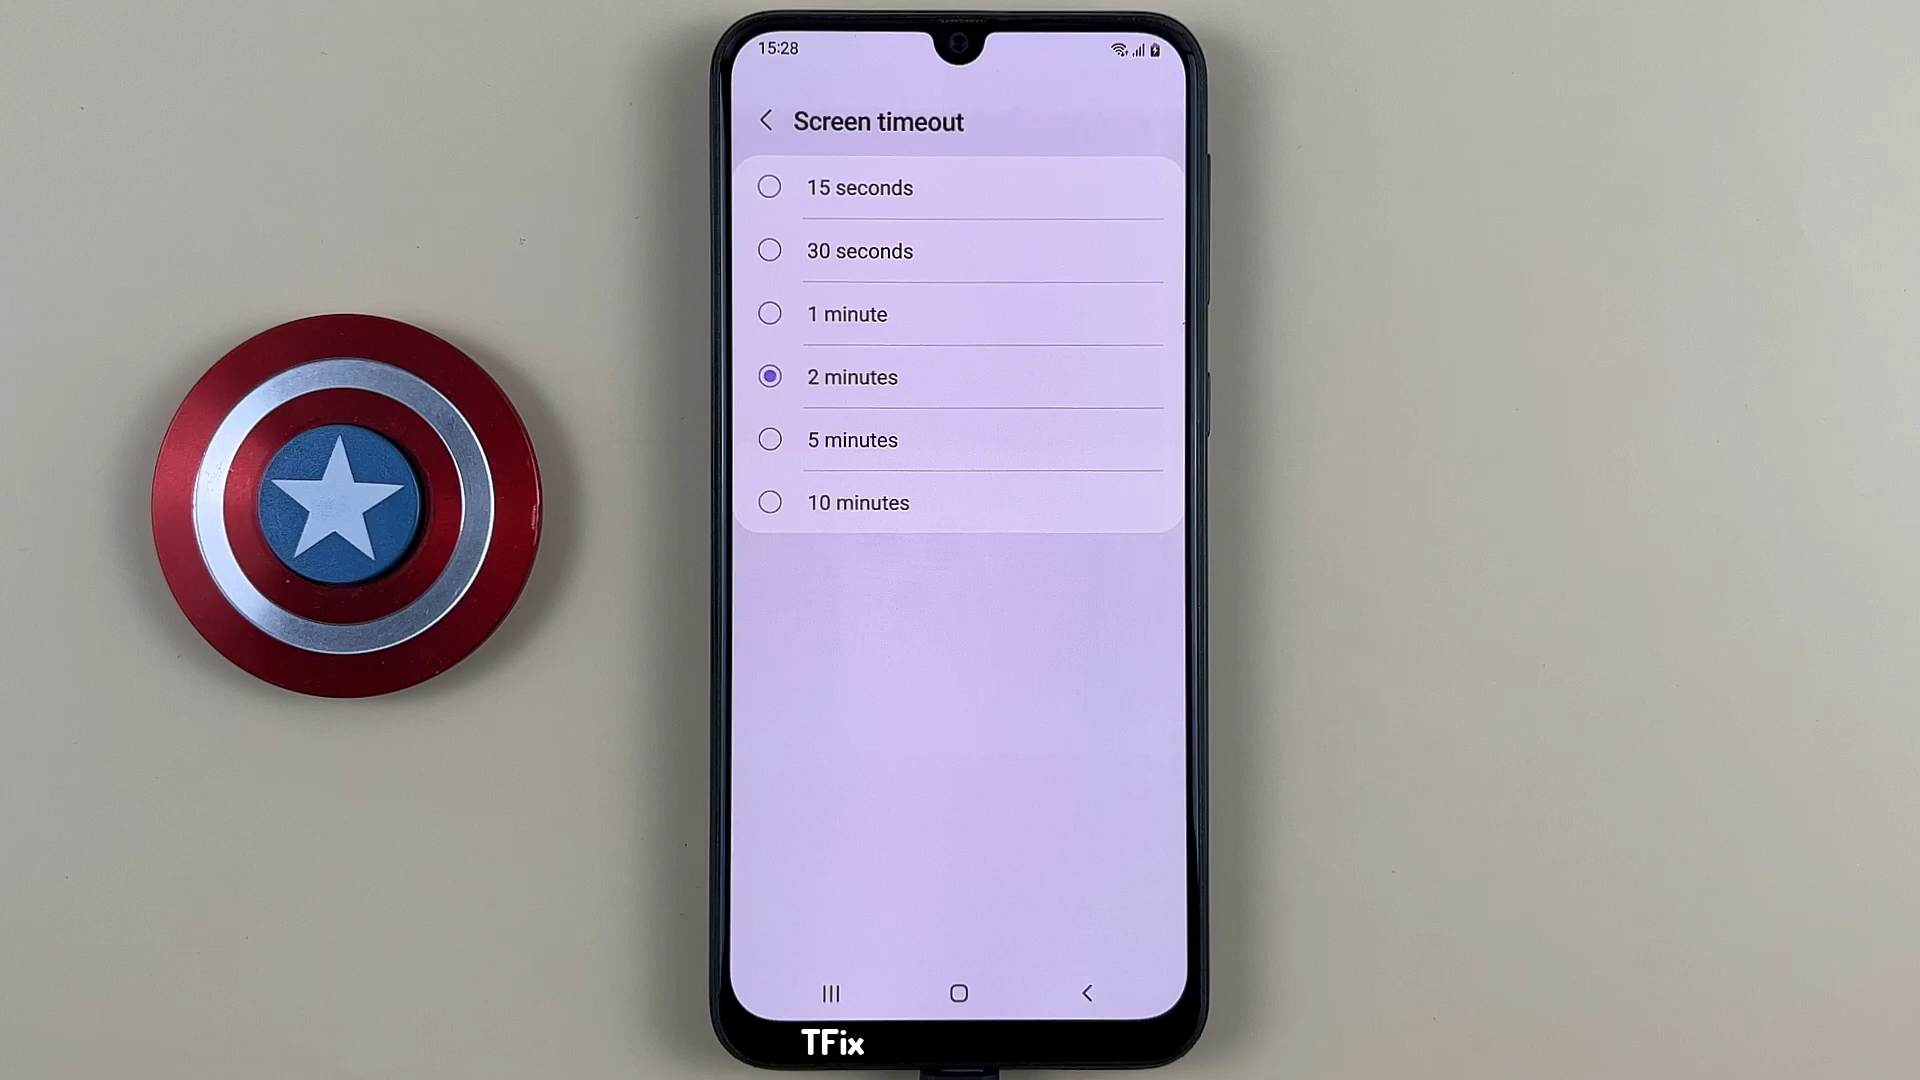 15:28
Screen timeout
15 seconds
30 seconds
1 minute
2 minutes
5 minutes
10 minutes
TFix